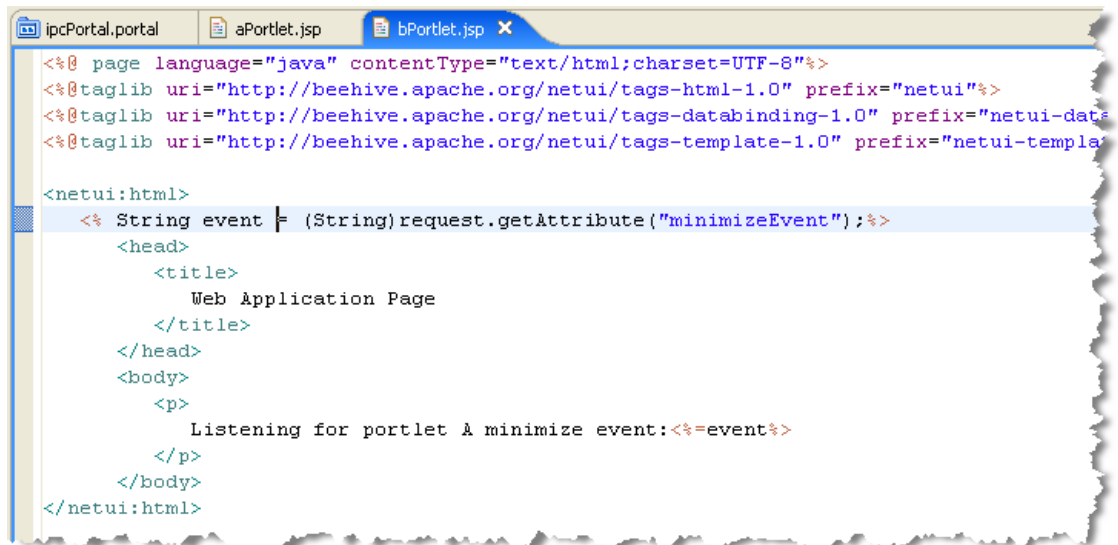 ipcPortal.portal aPortlet.jsp bPortlet.jsp
<%@ page language="java" contentType="text/html;charset=UTF-8"%>
<%@taglib uri="http://beehive.apache.org/netui/tags-html-1.0" prefix="netui"%>
<%@taglib uri="http://beehive.apache.org/netui/tags-databinding-1.0" prefix="netui-data
<%@taglib uri="http://beehive.apache.org/netui/tags-template-1.0" prefix="netui-templa
<netui:html>
<% String event = (String)request.getAttribute("minimizeEvent");%>
<head>
<title>
Web Application Page
</title>
</head>
<body>
<p>
Listening for portlet A minimize event:<%=event%>
</p>
</body>
</netui:html>